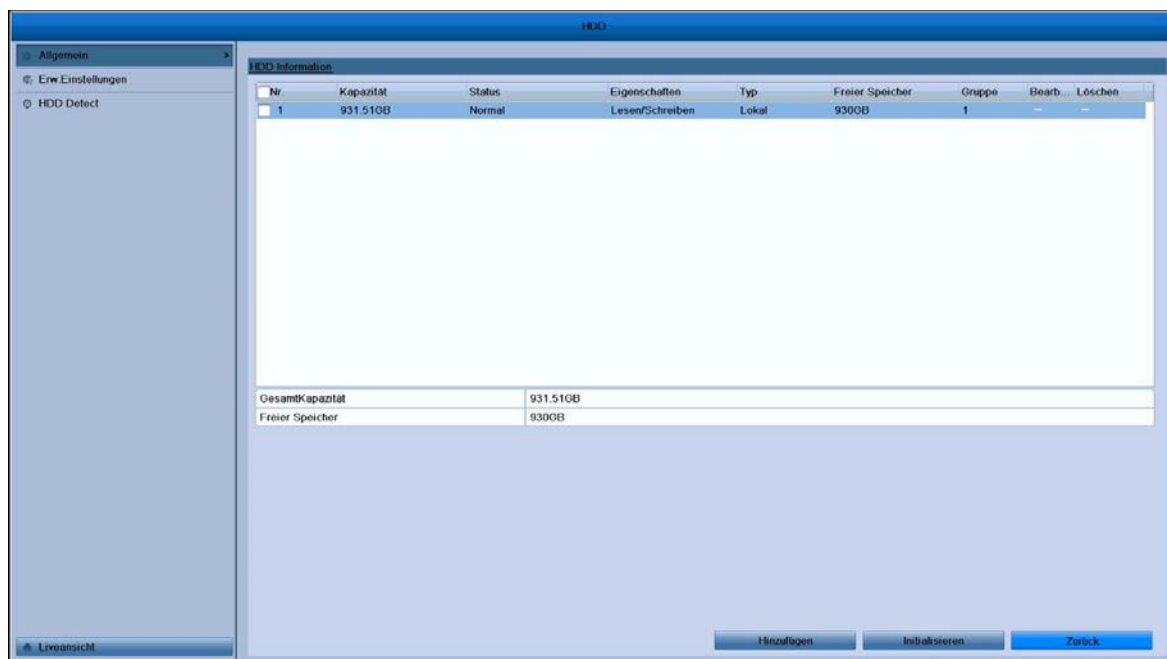 HDD
Allgemein
Erw.Einstellungen
HDD Detect
HDD Information
Nr. Kapazität Status Eigenschaften Typ Freier Speicher Gruppe Bearb... Löschen
1 931.51GB Normal Lesen/Schreiben Lokal 930GB 1 — —
GesamtKapazität 931.51GB
Freier Speicher 930GB
Liveansicht
Hinzufügen Initialisieren Zurück